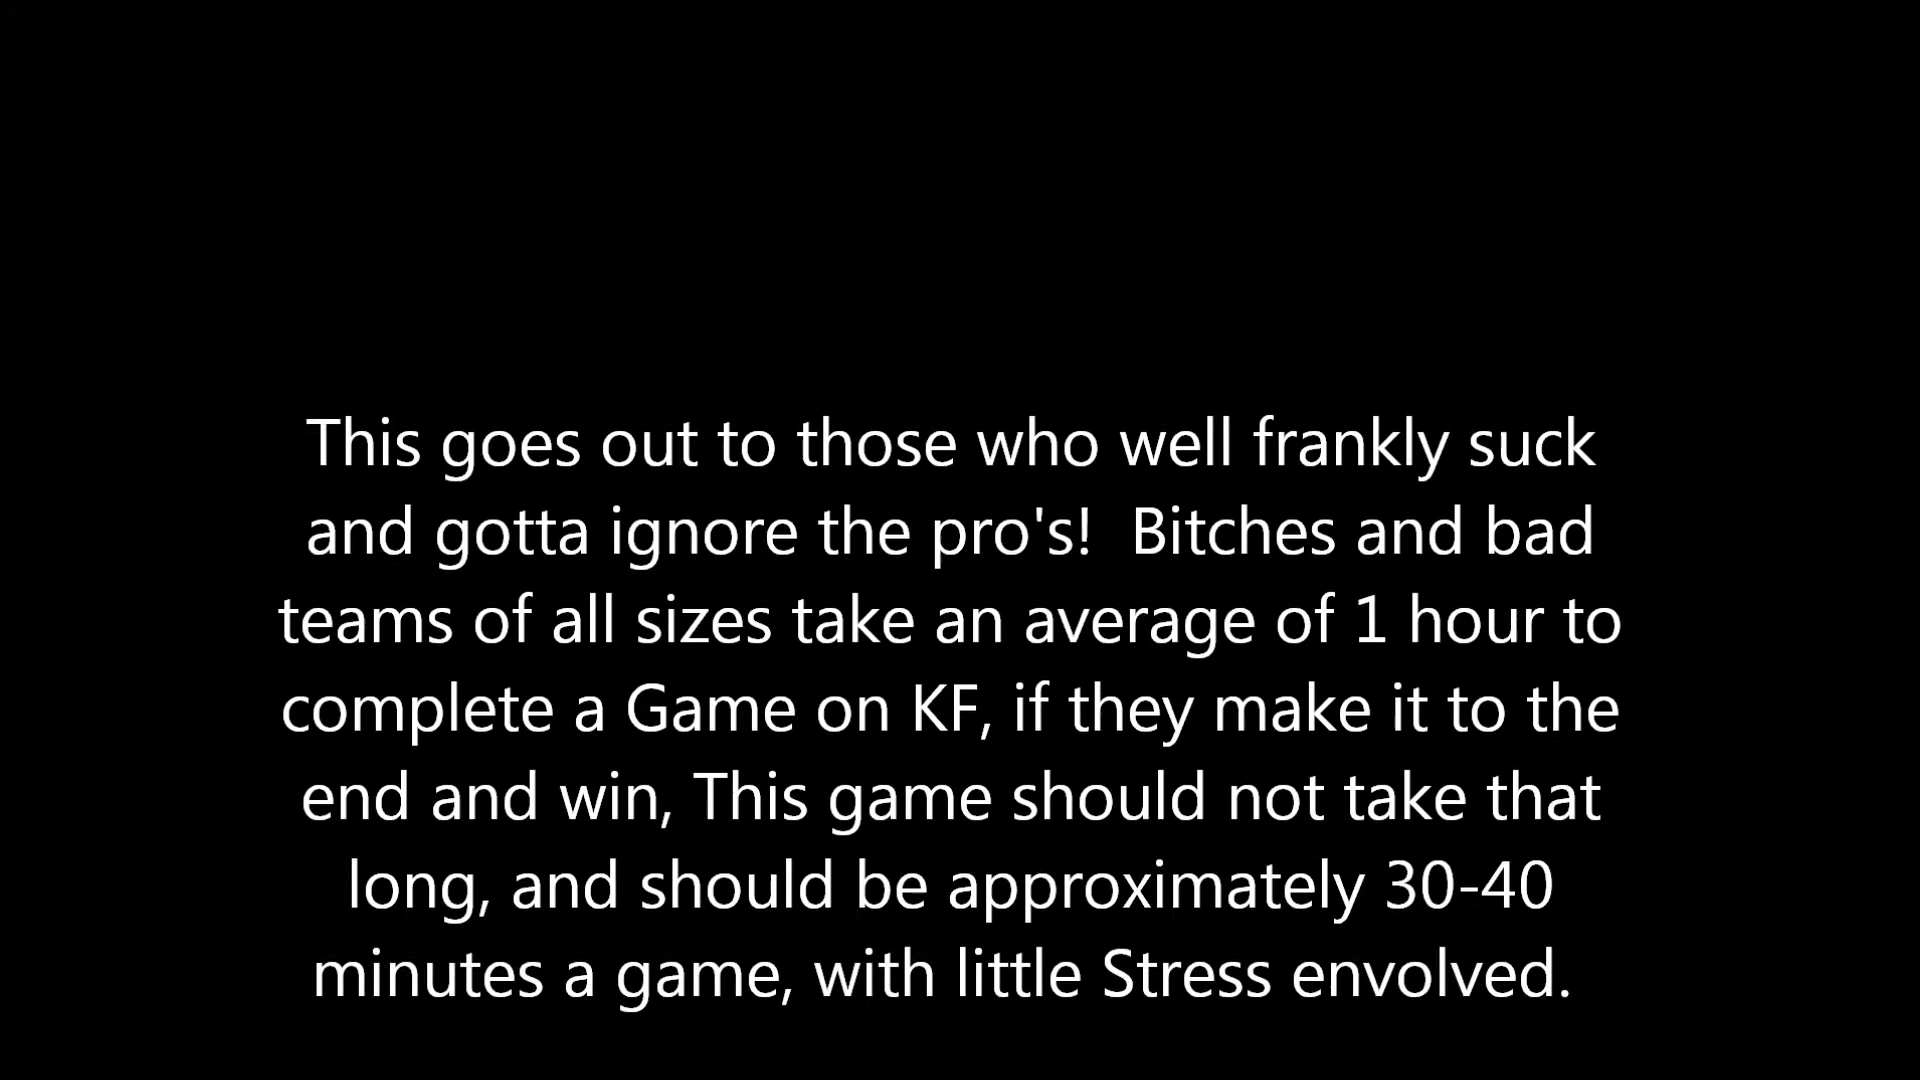 This goes out to those who well frankly suck
and gotta ignore the pro's!  Bitches and bad
teams of all sizes take an average of 1 hour to
complete a Game on KF, if they make it to the
end and win, This game should not take that
long, and should be approximately 30-40
minutes a game, with little Stress envolved.